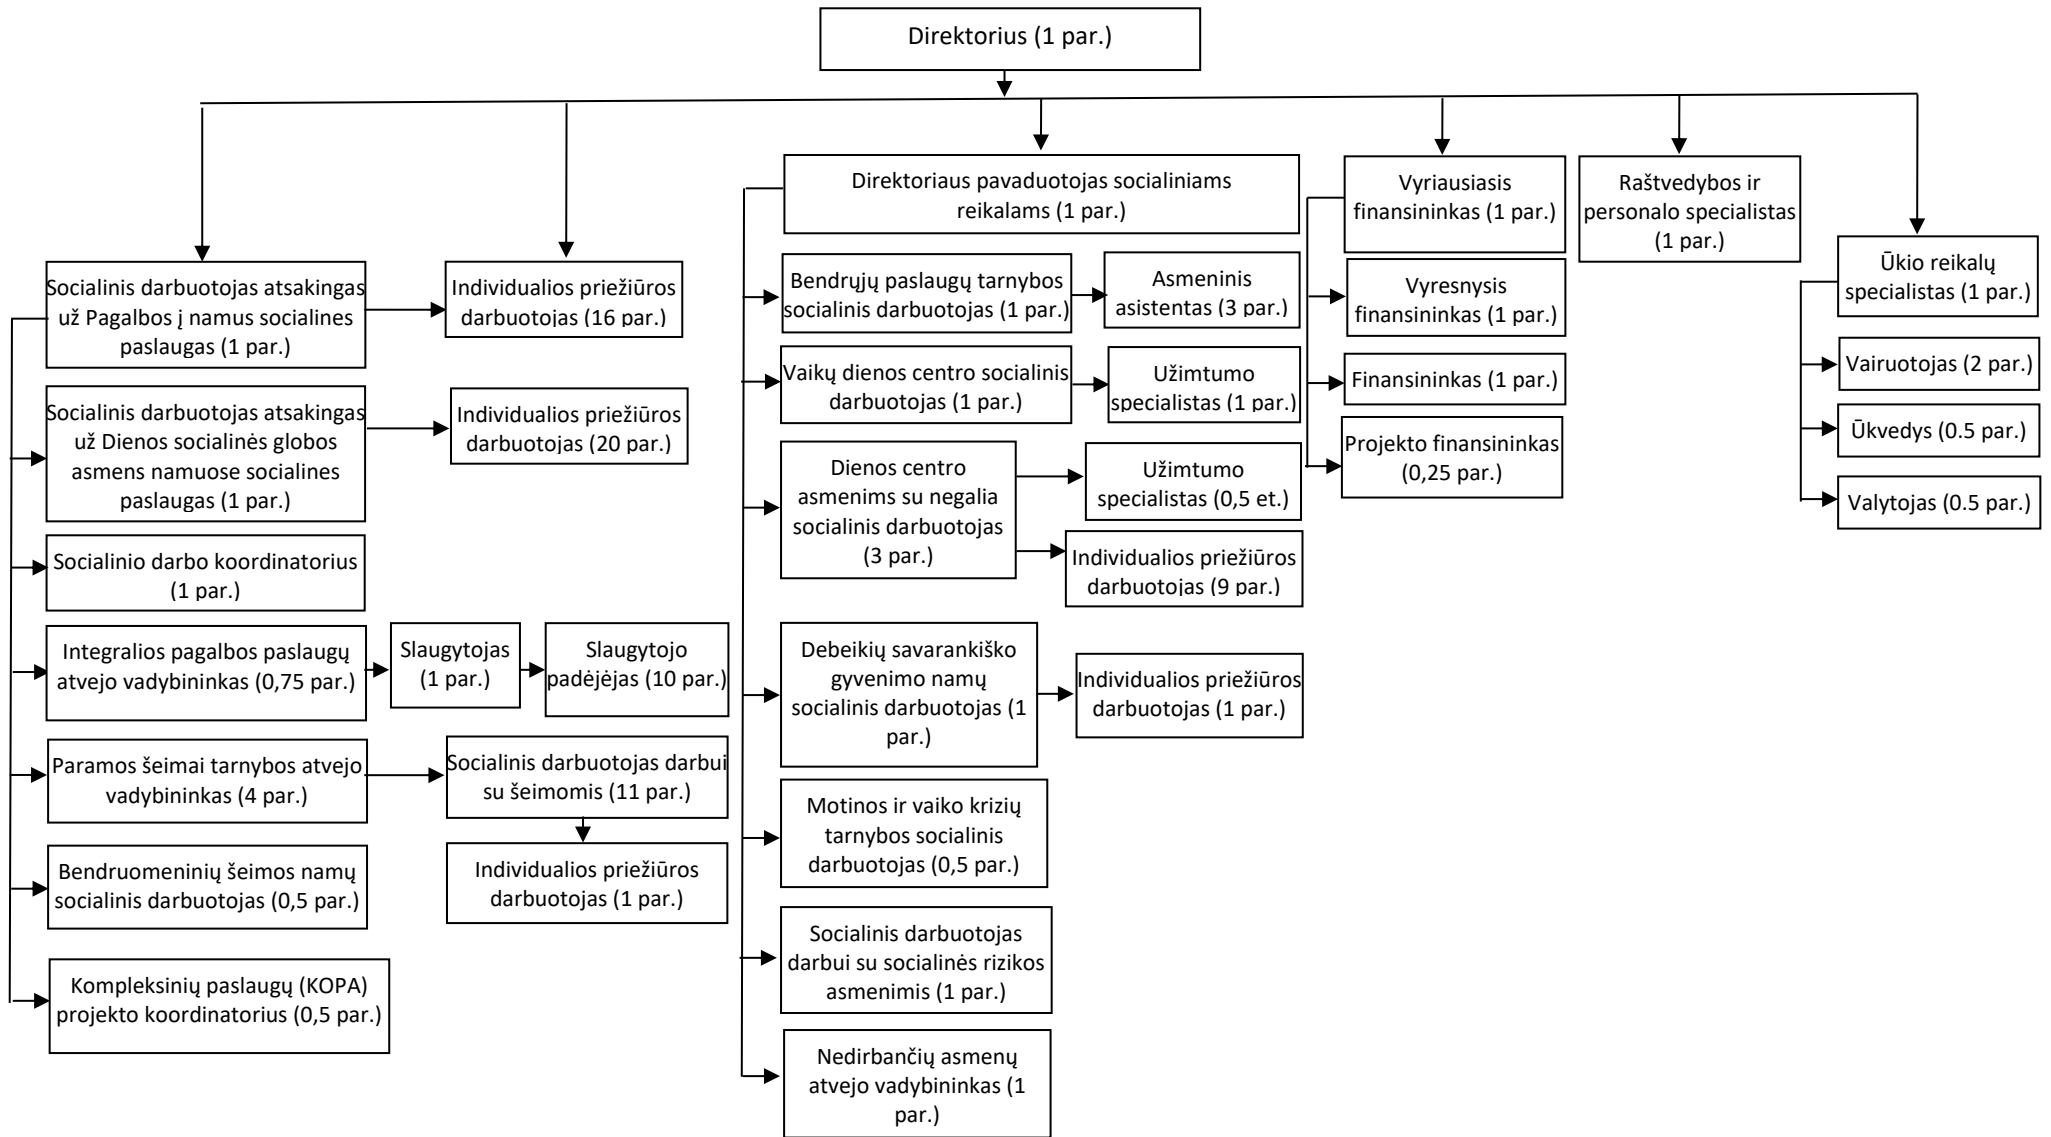 Direktorius (1 par.)
Socialinis darbuotojas atsakingas
už Pagalbos į namus socialines
paslaugas (1 par.)
Individualios priežiūros
darbuotojas (16 par.)
Socialinis darbuotojas atsakingas
už Dienos socialinės globos
asmens namuose socialines
paslaugas (1 par.)
Individualios priežiūros
darbuotojas (20 par.)
Socialinio darbo koordinatorius
(1 par.)
Integralios pagalbos paslaugų
atvejo vadybininkas (0,75 par.)
Slaugytojas
(1 par.)
Slaugytojo
padėjėjas (10 par.)
Paramos šeimai tarnybos atvejo
vadybininkas (4 par.)
Socialinis darbuotojas darbui
su šeimomis (11 par.)
Individualios priežiūros
darbuotojas (1 par.)
Bendruomeninių šeimos namų
socialinis darbuotojas (0,5 par.)
Kompleksinių paslaugų (KOPA)
projekto koordinatorius (0,5 par.)
Direktoriaus pavaduotojas socialiniams
reikalams (1 par.)
Bendrųjų paslaugų tarnybos
socialinis darbuotojas (1 par.)
Asmeninis
asistentas (3 par.)
Vaikų dienos centro socialinis
darbuotojas (1 par.)
Užimtumo
specialistas (1 par.)
Dienos centro
asmenims su negalia
socialinis darbuotojas
(3 par.)
Užimtumo
specialistas (0,5 et.)
Individualios priežiūros
darbuotojas (9 par.)
Debeikių savarankiško
gyvenimo namų
socialinis darbuotojas (1
par.)
Individualios priežiūros
darbuotojas (1 par.)
Motinos ir vaiko krizių
tarnybos socialinis
darbuotojas (0,5 par.)
Socialinis darbuotojas
darbui su socialinės rizikos
asmenimis (1 par.)
Nedirbančių asmenų
atvejo vadybininkas (1
par.)
Vyriausiasis
finansininkas (1 par.)
Vyresnysis
finansininkas (1 par.)
Finansininkas (1 par.)
Projekto finansininkas
(0,25 par.)
Raštvedybos ir
personalo specialistas
(1 par.)
Ūkio reikalų
specialistas (1 par.)
Vairuotojas (2 par.)
Ūkvedys (0.5 par.)
Valytojas (0.5 par.)